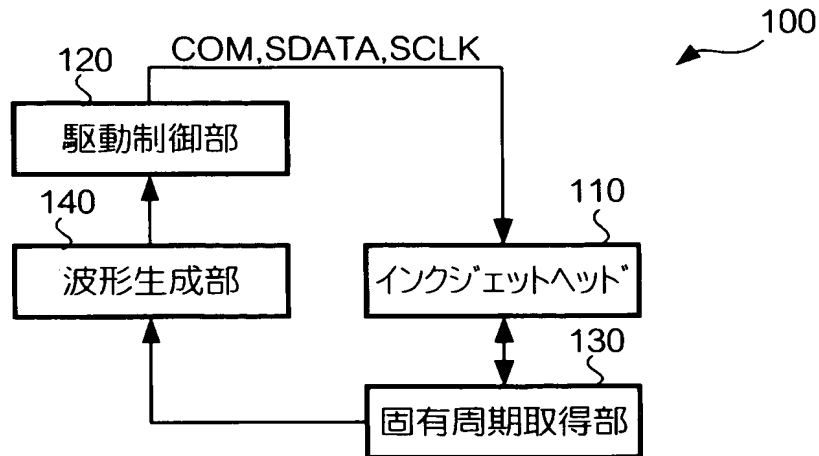 100
COM,SDATA,SCLK
120
駆動制御部
140
波形生成部
110
インクジェットヘッド
130
固有周期取得部